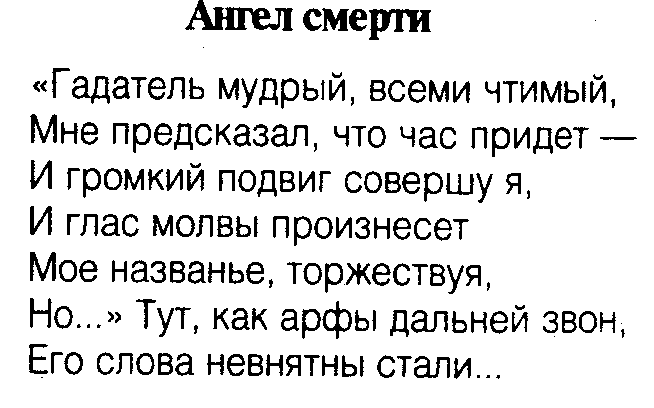 Ангел смерти
«Гадатель мудрый, всеми чтимый,
Мне предсказал, что час придет —
И громкий подвиг совершу я,
И глас молвы произнесет
Мое названье, торжествуя,
Но...» Тут, как арфы дальней звон,
Его слова невнятны стали...